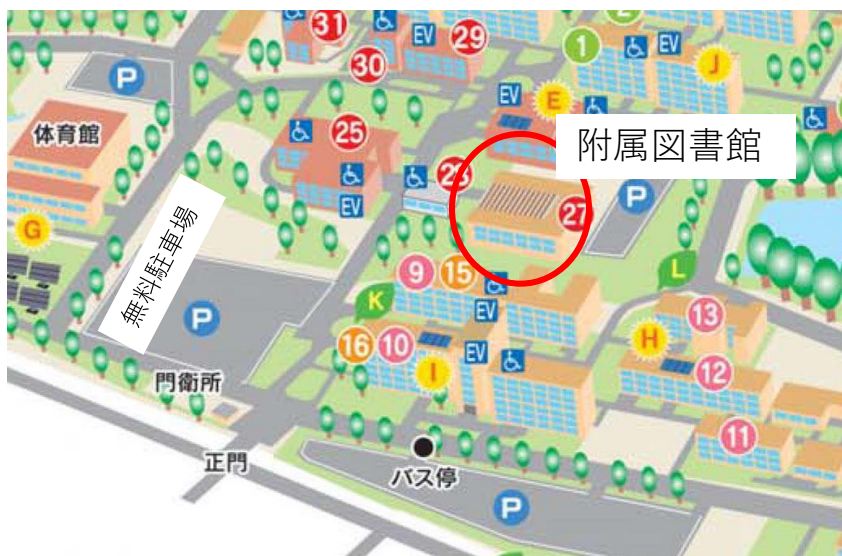 31
2
EV
29
1
EV
J
30
P
EV
E
体育館
25
附属図書館
28
EV
27
P
G
無料駐車場
L
9
15
K
EV
13
P
H
16
10
I
EV
12
門衛所
11
正門
バス停
P